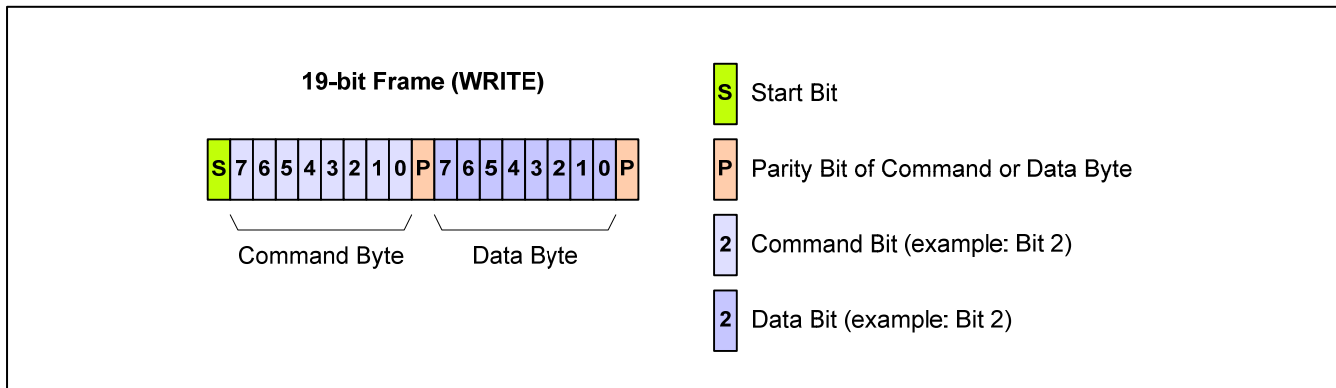 19-bit Frame (WRITE)
S 7 6 5 4 3 2 1 0 P 7 6 5 4 3 2 1 0 P
Command Byte Data Byte
S Start Bit
P Parity Bit of Command or Data Byte
2 Command Bit (example: Bit 2)
2 Data Bit (example: Bit 2)